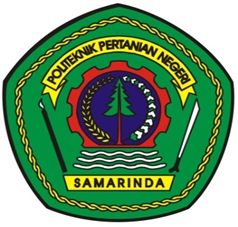 POLITEKNIK PERTANIAN NEGERI
SAMARINDA